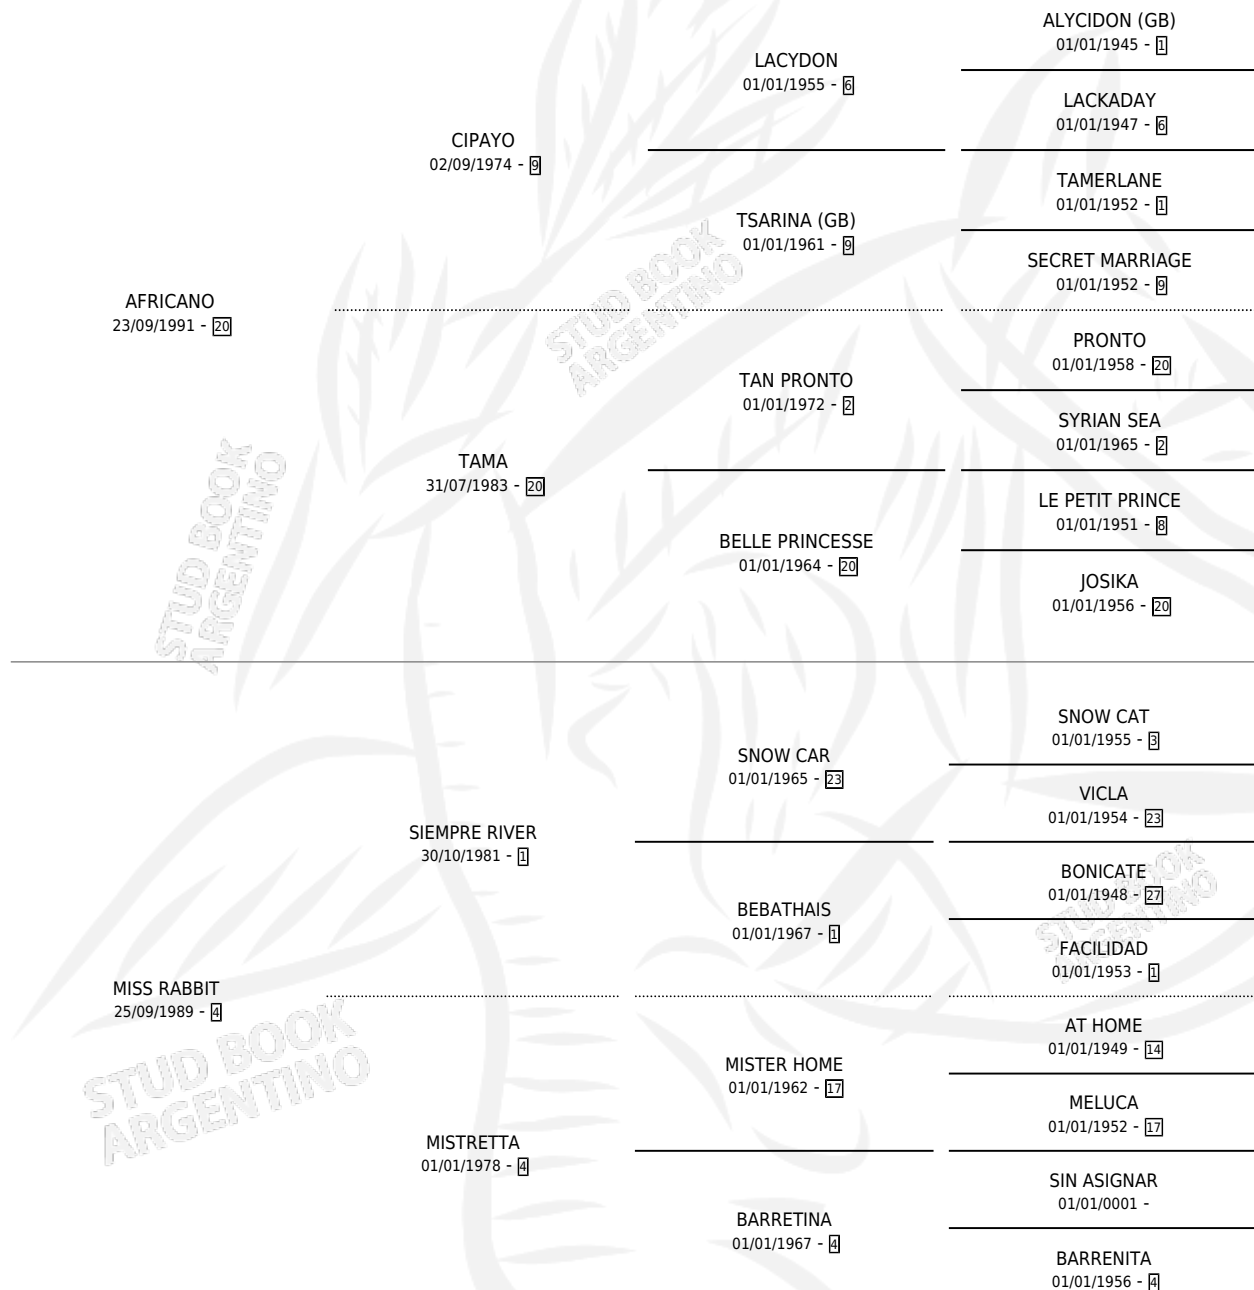 ALYCIDON (GB)
01/01/1945 - 1
LACYDON
01/01/1955 - 6
LACKADAY
01/01/1947 - 6
CIPAYO
02/09/1974 - 9
TAMERLANE
01/01/1952 - 1
TSARINA (GB)
01/01/1961 - 9
SECRET MARRIAGE
01/01/1952 - 9
AFRICANO
23/09/1991 - 20
STUD BOOK
ARGENTINO
PRONTO
01/01/1958 - 20
TAN PRONTO
01/01/1972 - 2
SYRIAN SEA
01/01/1965 - 2
TAMA
31/07/1983 - 20
LE PETIT PRINCE
01/01/1951 - 8
BELLE PRINCESSE
01/01/1964 - 20
JOSIKA
01/01/1956 - 20
STUD BOOK
ARGENTINO
SNOW CAT
01/01/1955 - 3
SNOW CAR
01/01/1965 - 23
VICLA
01/01/1954 - 23
SIEMPRE RIVER
30/10/1981 - 1
BONICATE
01/01/1948 - 27
STUD BOOK
ARGENTINO
BEBATHAIS
01/01/1967 - 1
FACILIDAD
01/01/1953 - 1
MISS RABBIT
25/09/1989 - 4
STUD BOOK
ARGENTINO
AT HOME
01/01/1949 - 14
MISTER HOME
01/01/1962 - 17
MELUCA
01/01/1952 - 17
MISTRETTA
01/01/1978 - 4
SIN ASIGNAR
01/01/0001 -
BARRETINA
01/01/1967 - 4
BARRENITA
01/01/1956 - 4